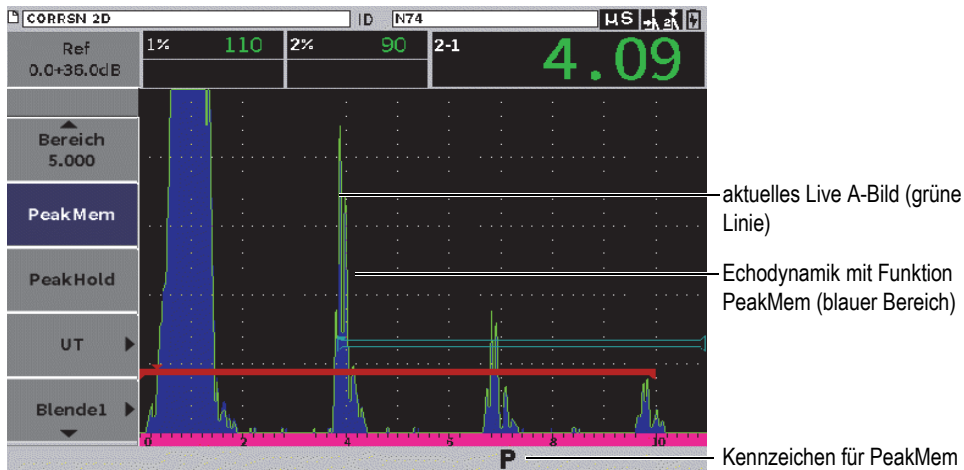 CORRSN 2D ID N74 µS 2
Ref 1% 110 2% 90 2-1 4.09
0.0+36.0dB
Bereich
5.000
PeakMem
PeakHold
UT
Blende1
0 2 4 6 8 10
P
aktuelles Live A-Bild (grüne
Linie)
Echodynamik mit Funktion
PeakMem (blauer Bereich)
Kennzeichen für PeakMem